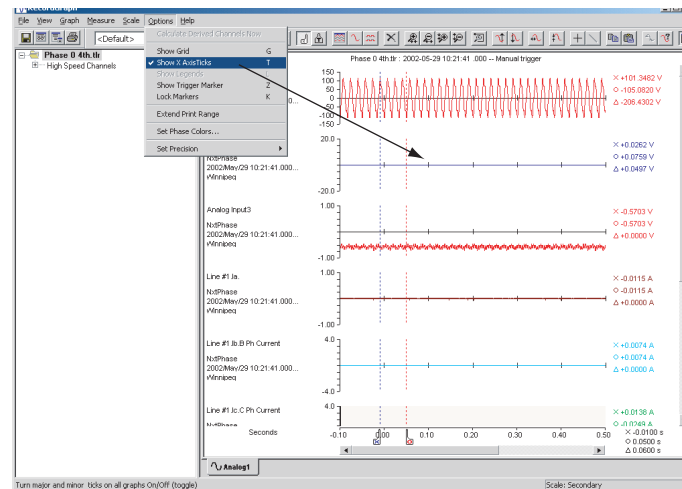 RecordGraph
File View Graph Measure Scale Options Help
<Default>
Calculate Derived Channels Now
Show Grid G
Show X AxisTicks T
Show Legends
Show Trigger Marker Z
Lock Markers K
Extend Print Range
Set Phase Colors...
Set Precision
Phase 0 4th.tlr
High Speed Channels
Phase 0 4th.tlr : 2002-05-29 10:21:41 .000 -- Manual trigger
150
100
50
0
-50
-100
-150
×+101.3482 V
○-105.0820 V
Δ-206.4302 V
20.0
-20.0
NxtPhase
2002/May/29 10:21:41.000...
Winnipeg
×+0.0262 V
○+0.0759 V
Δ+0.0497 V
Analog Input3
NxtPhase
2002/May/29 10:21:41.000...
Winnipeg
1.00
-1.00
×-0.5703 V
○-0.5703 V
Δ+0.0000 V
Line #1 Ia.
NxtPhase
2002/May/29 10:21:41.000...
Winnipeg
1.00
-1.00
×-0.0115 A
○-0.0115 A
Δ+0.0000 A
Line #1 Ib.B Ph Current
NxtPhase
2002/May/29 10:21:41.000...
Winnipeg
4.0
-4.0
×+0.0074 A
○+0.0074 A
Δ+0.0000 A
Line #1 Ic.C Ph Current
NxtPhase
4.0
×+0.0136 A
○-0.0249 A
Seconds
-0.10 0.00 0.10 0.20 0.30 0.40 0.50
×-0.0100 s
○0.0500 s
Δ0.0600 s
Analog1
Turn major and minor ticks on all graphs On/Off (toggle)
Scale: Secondary